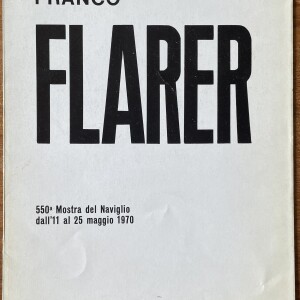 FRANCO
FLARER
550ª Mostra del Naviglio
dall'11 al 25 maggio 1970